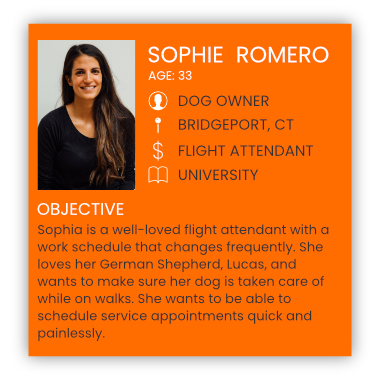 SOPHIE ROMERO
AGE: 33
DOG OWNER
BRIDGEPORT, CT
$ FLIGHT ATTENDANT
UNIVERSITY
OBJECTIVE
Sophia is a well-loved flight attendant with a
work schedule that changes frequently. She
loves her German Shepherd, Lucas, and
wants to make sure her dog is taken care of
while on walks. She wants to be able to
schedule service appointments quick and
painlessly.